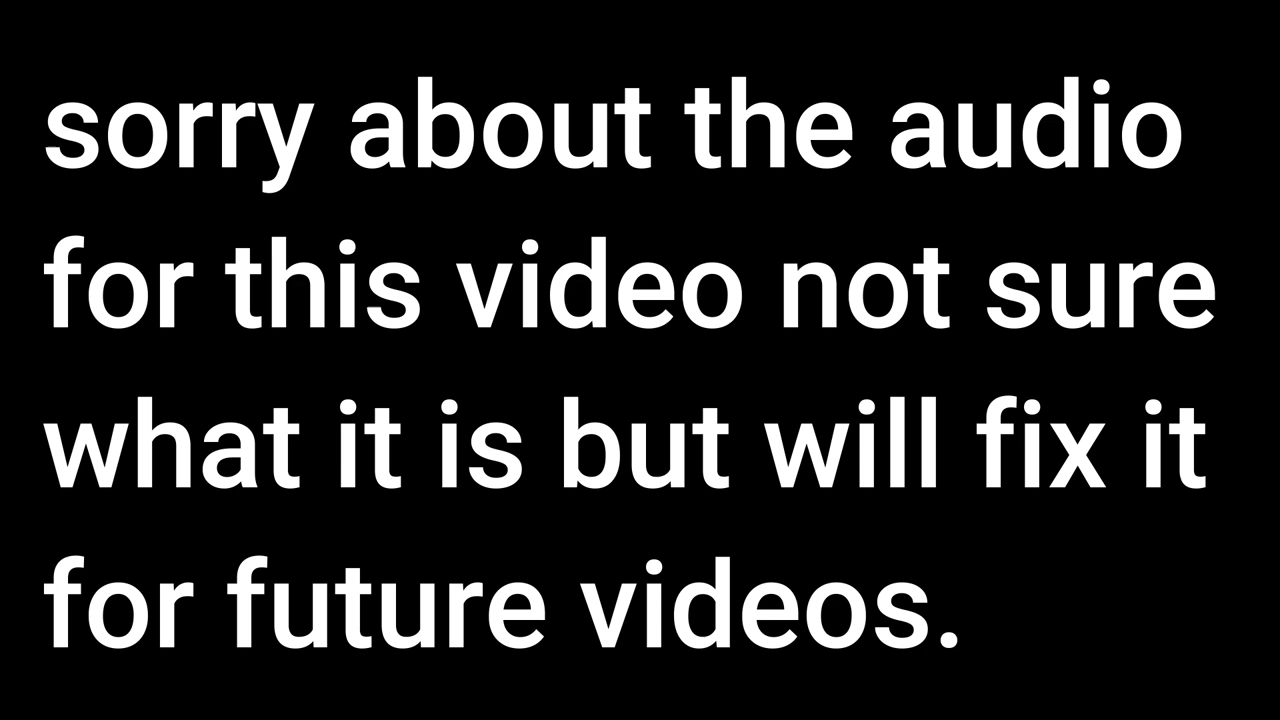 sorry about the audio
for this video not sure
what it is but will fix it
for future videos.